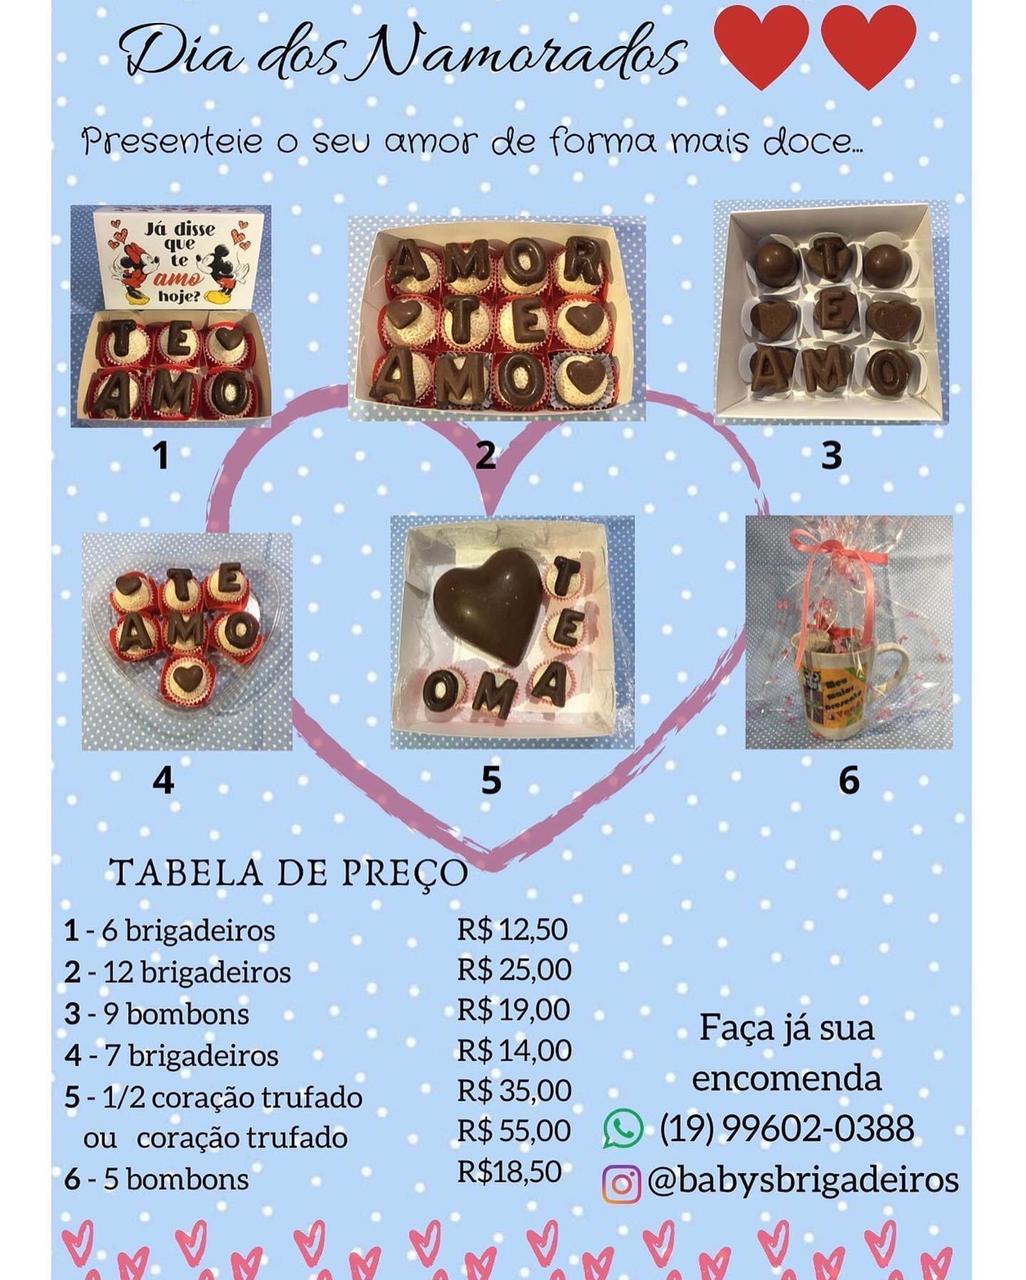 Dia dos Namorados
Presenteie o seu amor de forma mais doce...
Já disse
que
te
amo
hoje?
TE
AMO
1
AMOR
TE
AMO
2
T
E
AMO
3
TE
AMO
4
T
E
OMA
5
Meu
maior
presente
é Você
6
TABELA DE PREÇO
1 - 6 brigadeiros R$ 12,50
2 - 12 brigadeiros R$ 25,00
3 - 9 bombons R$ 19,00
4 - 7 brigadeiros R$ 14,00
5 - 1/2 coração trufado R$ 35,00
ou coração trufado R$ 55,00
6 - 5 bombons R$18,50
Faça já sua
encomenda
(19) 99602-0388
@babysbrigadeiros